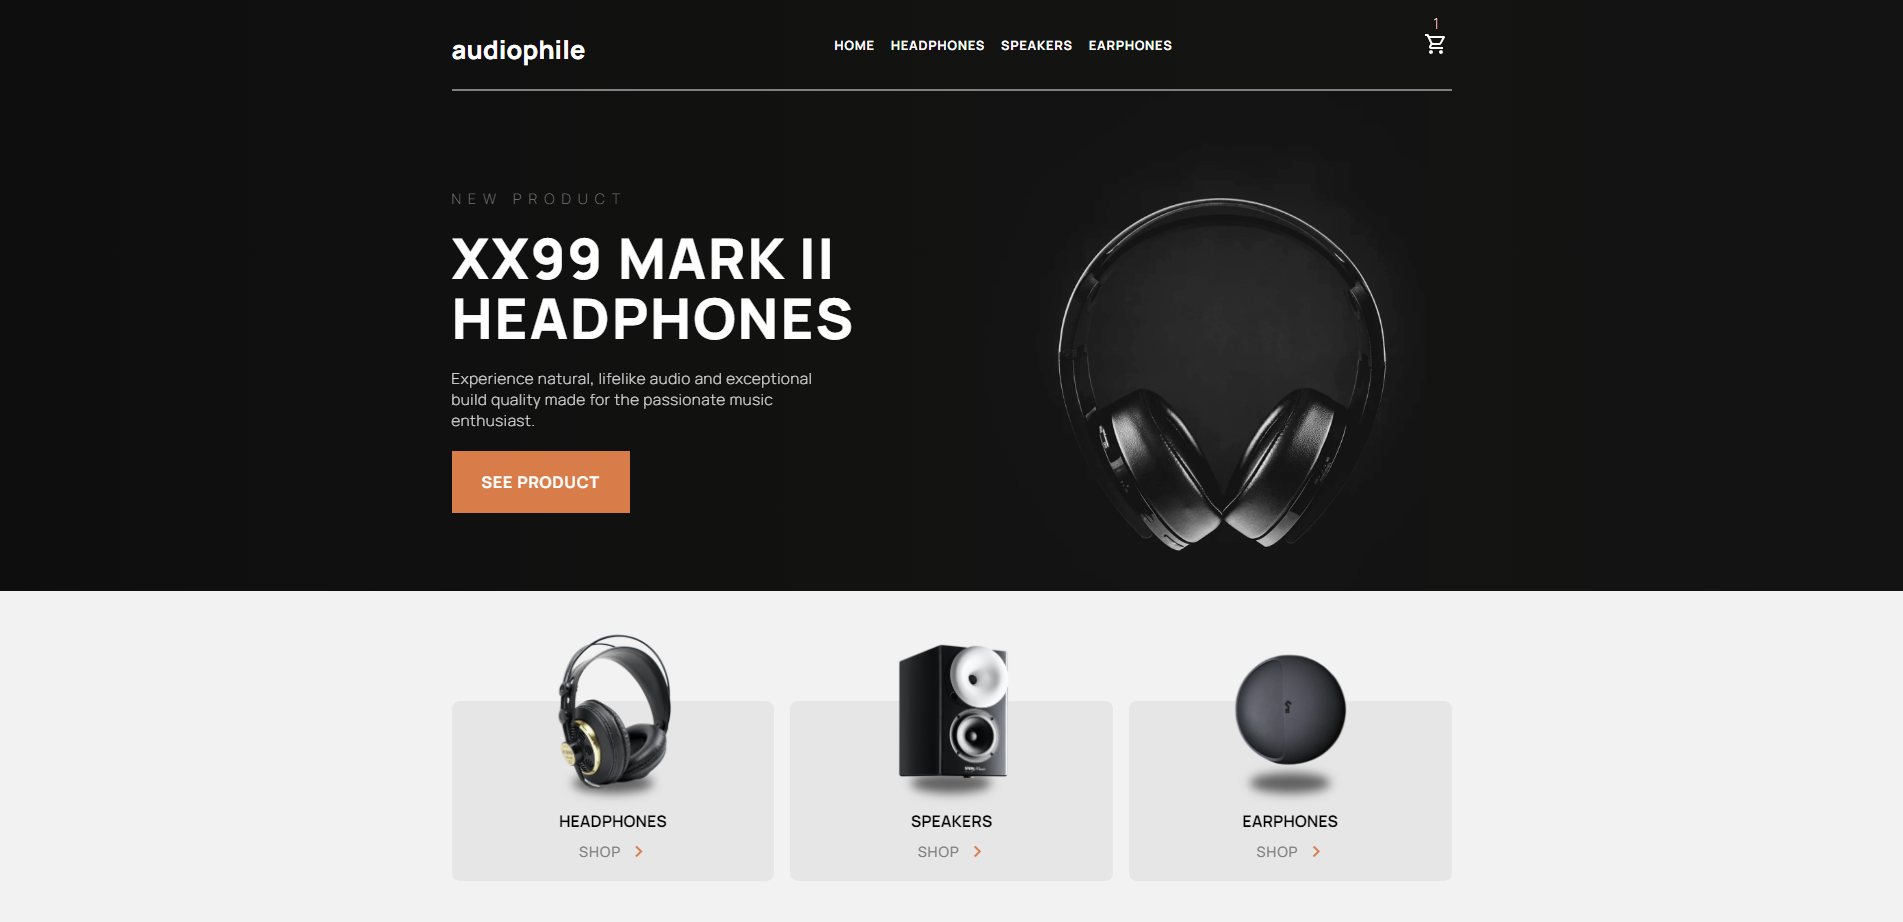 audiophile
HOME HEADPHONES SPEAKERS EARPHONES
1
NEW PRODUCT
XX99 MARK II
HEADPHONES
Experience natural, lifelike audio and exceptional
build quality made for the passionate music
enthusiast.
SEE PRODUCT
HEADPHONES
SHOP
SPEAKERS
SHOP
EARPHONES
SHOP